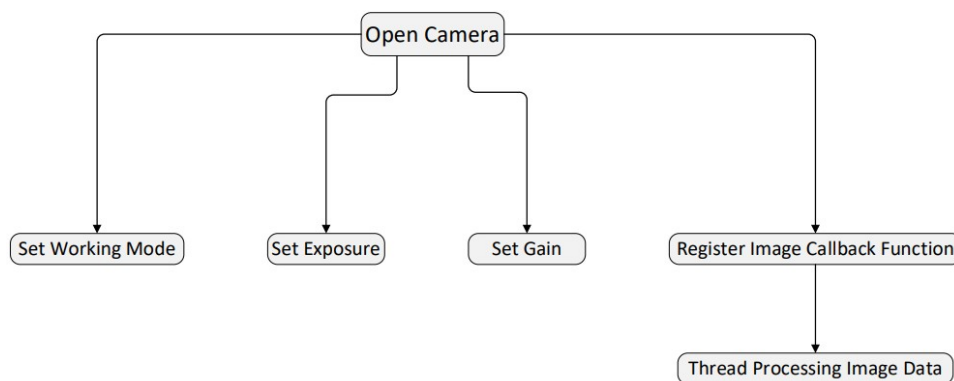 Open Camera
Set Working Mode
Set Exposure
Set Gain
Register Image Callback Function
Thread Processing Image Data